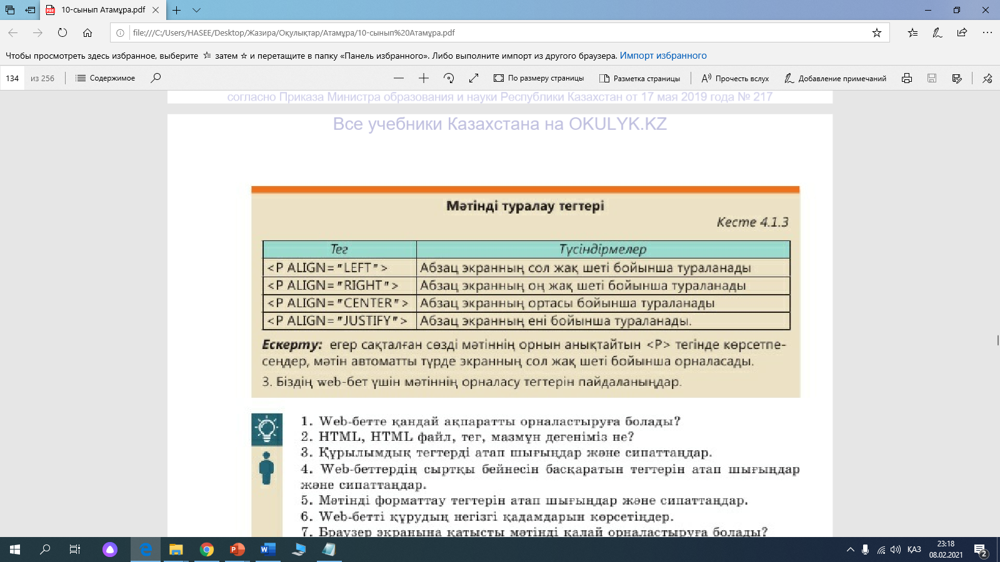 10-сынып Атамұра.pdf
file:///C:/Users/HASEE/Desktop/Жазира/Оқулықтар/Атамұра/10-сынып%20Атамұра.pdf
Чтобы просмотреть здесь избранное, выберите затем и перетащите в папку «Панель избранного». Либо выполните импорт из другого браузера. Импорт избранного
134 из 256 Содержимое По размеру страницы Разметка страницы Прочесть вслух Добавление примечаний
согласно Приказа Министра образования и науки Республики Казахстан от 17 мая 2019 года № 217
Все учебники Казахстана на OKULYK.KZ
Мәтінді туралау тегтері
Кесте 4.1.3
Тег Түсіндірмелер
<P ALIGN="LEFT"> Абзац экранның сол жақ шеті бойынша тураланады
<P ALIGN="RIGHT"> Абзац экранның оң жақ шеті бойынша тураланады
<P ALIGN="CENTER"> Абзац экранның ортасы бойынша тураланады
<P ALIGN="JUSTIFY"> Абзац экранның ені бойынша тураланады.
Ескерту: егер сақталған сөзді мәтіннің орнын анықтайтын <P> тегінде көрсетпе-
сеңдер, мәтін автоматты түрде экранның сол жақ шеті бойынша орналасады.
3. Біздің web-бет үшін мәтіннің орналасу тегтерін пайдаланыңдар.
1. Web-бетте қандай ақпаратты орналастыруға болады?
2. HTML, HTML файл, тег, мазмұн дегеніміз не?
3. Құрылымдық тегтерді атап шығыңдар және сипаттаңдар.
4. Web-беттердің сыртқы бейнесін басқаратын тегтерін атап шығыңдар
және сипаттаңдар.
5. Мәтінді форматтау тегтерін атап шығыңдар және сипаттаңдар.
6. Web-бетті құрудың негізгі қадамдарын көрсетіңдер.
7. Браузер экранына қатысты мәтінді қалай орналастыруға болады?
ҚАЗ
23:18
08.02.2021
2